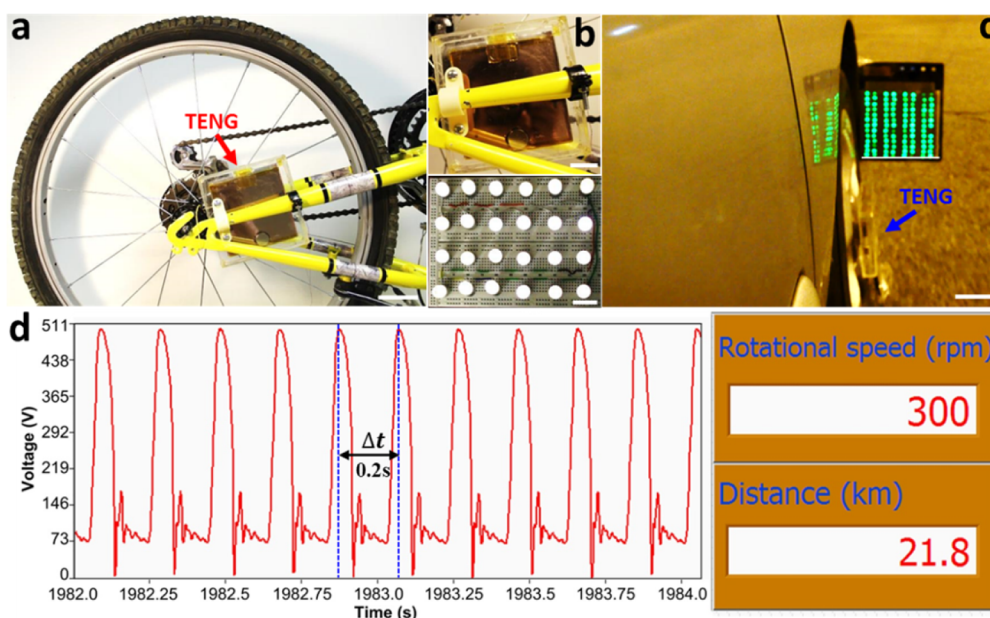 a
TENG
b
c
TENG
d
511
438
365
292
219
146
73
0
Voltage (V)
Δt
0.2s
1982.0 1982.25 1982.5 1982.75 1983.0 1983.25 1983.5 1983.75 1984.0
Time (s)
Rotational speed (rpm)
300
Distance (km)
21.8